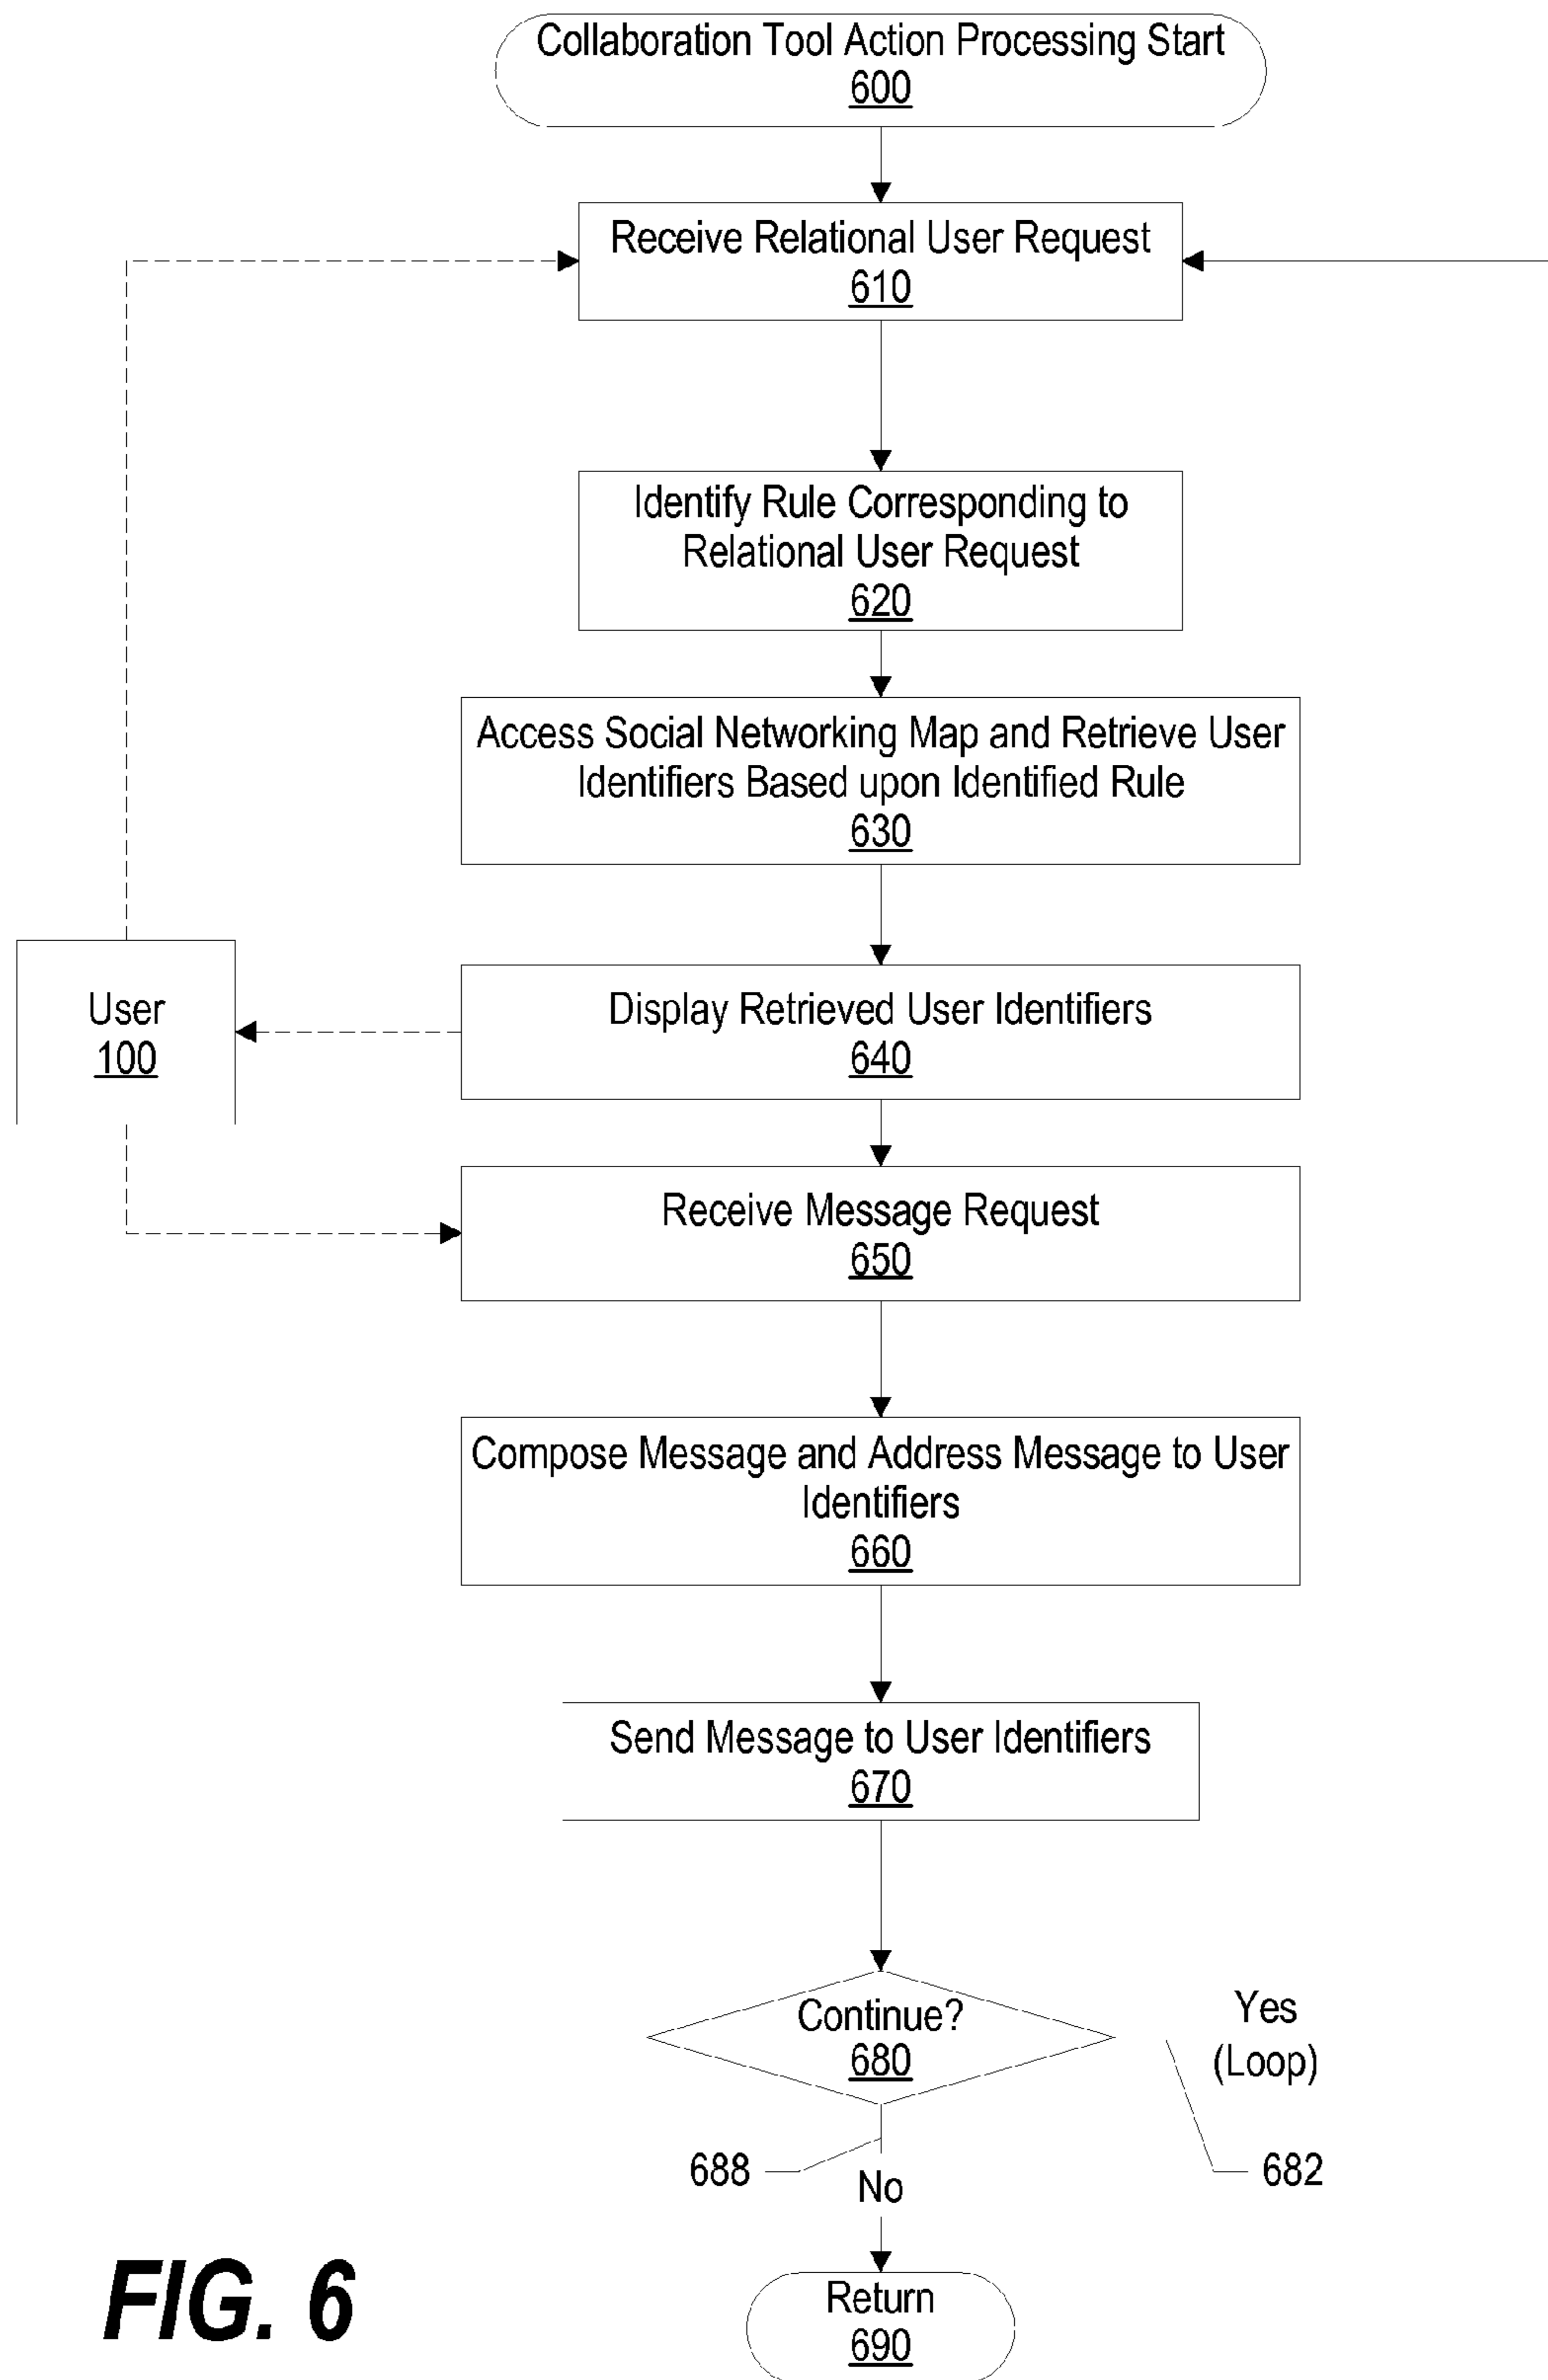 Collaboration Tool Action Processing Start
600
Receive Relational User Request
610
Identify Rule Corresponding to
Relational User Request
620
Access Social Networking Map and Retrieve User
Identifiers Based upon Identified Rule
630
User
100
Display Retrieved User Identifiers
640
Receive Message Request
650
Compose Message and Address Message to User
Identifiers
660
Send Message to User Identifiers
670
Continue?
680
Yes
(Loop)
688
682
No
Return
690
FIG. 6